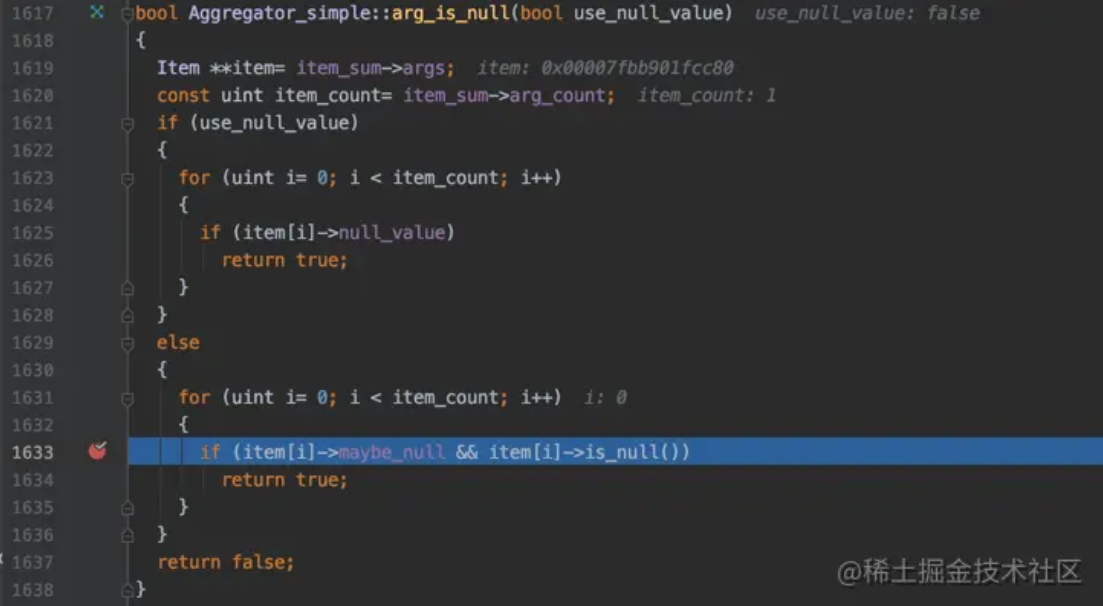 1617 bool Aggregator_simple::arg_is_null(bool use_null_value) use_null_value: false
1618 {
1619 Item **item= item_sum->args; item: 0x00007fbb901fcc80
1620 const uint item_count= item_sum->arg_count; item_count: 1
1621 if (use_null_value)
1622 {
1623 for (uint i= 0; i < item_count; i++)
1624 {
1625 if (item[i]->null_value)
1626 return true;
1627 }
1628 }
1629 else
1630 {
1631 for (uint i= 0; i < item_count; i++) i: 0
1632 {
1633 if (item[i]->maybe_null && item[i]->is_null())
1634 return true;
1635 }
1636 }
1637 return false;
1638 }
@稀土掘金技术社区